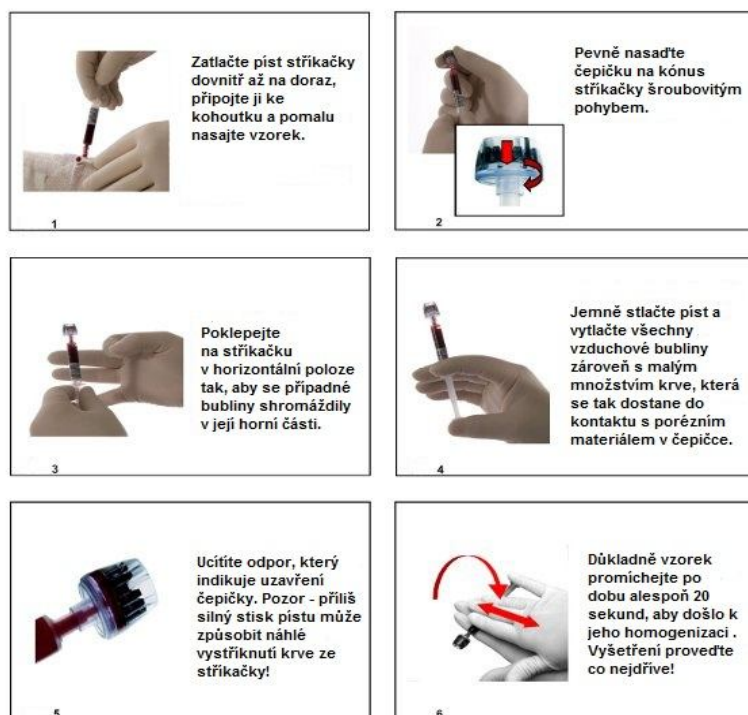 Zatlačte píst stříkačky
dovnitř až na doraz,
připojte ji ke
kohoutku a pomalu
nasajte vzorek.
1
Pevně nasaďte
čepičku na kónus
stříkačky šroubovitým
pohybem.
2
Poklepejte
na stříkačku
v horizontální poloze
tak, aby se případné
bubliny shromáždily
v její horní části.
3
Jemně stlačte píst a
vytlačte všechny
vzduchové bubliny
zároveň s malým
množstvím krve, která
se tak dostane do
kontaktu s porézním
materiálem v čepičce.
4
Ucítíte odpor, který
indikuje uzavření
čepičky. Pozor - příliš
silný stisk pístu může
způsobit náhlé
vystříknutí krve ze
stříkačky!
5
Důkladně vzorek
promíchejte po
dobu alespoň 20
sekund, aby došlo k
jeho homogenizaci .
Vyšetření proveďte
co nejdříve!
6